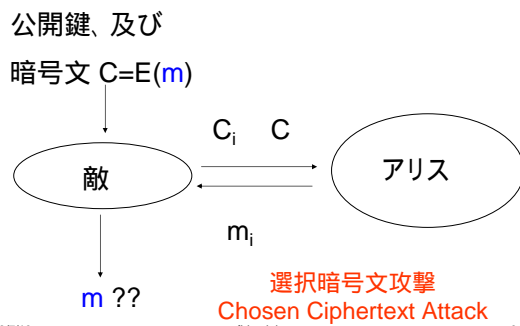 公開鍵、及び
暗号文 C=E(m)
Ci C
敵
アリス
mi
m ??
選択暗号文攻撃
Chosen Ciphertext Attack